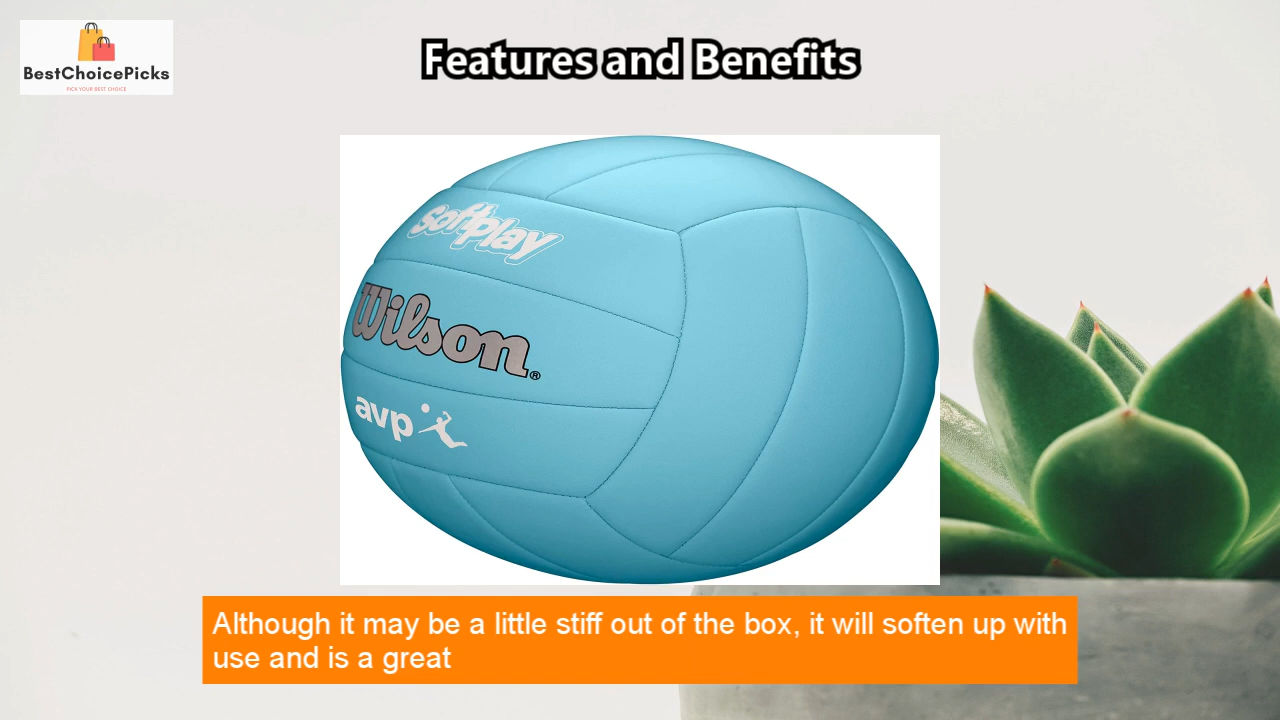 BestChoicePicks
PICK YOUR BEST CHOICE
Features and Benefits
Softplay
Wilson®
avp
Although it may be a little stiff out of the box, it will soften up with
use and is a great